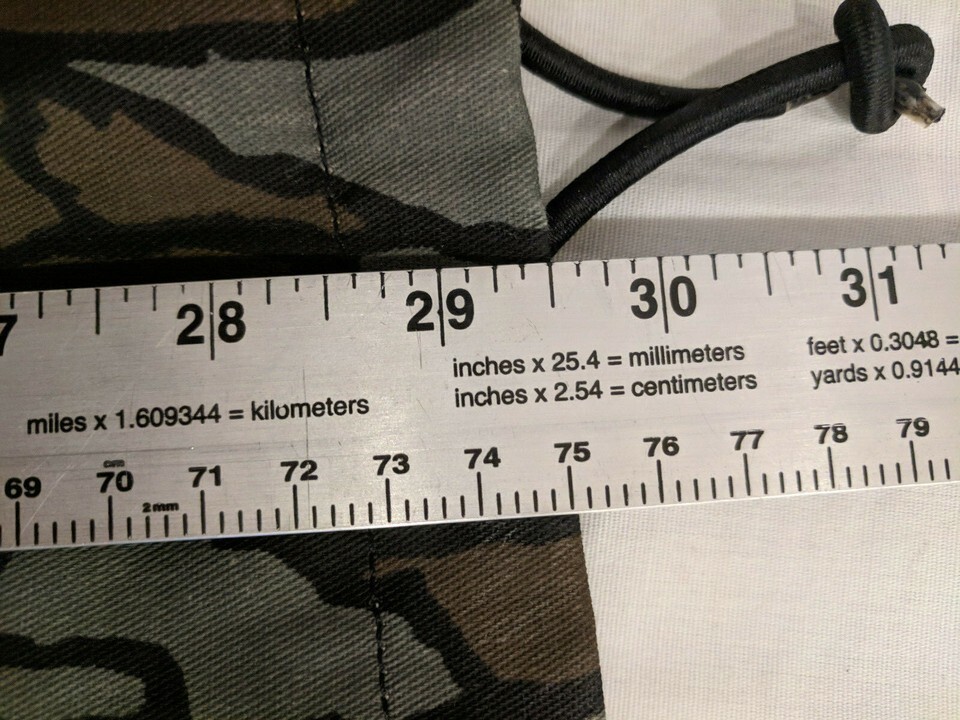 7 28 29 30 31
inches x 25.4 = millimeters
feet x 0.3048 =
inches x 2.54 = centimeters
yards x 0.9144
miles x 1.609344 = kilometers
cm
69 70 71 72 73 74 75 76 77 78 79
2mm